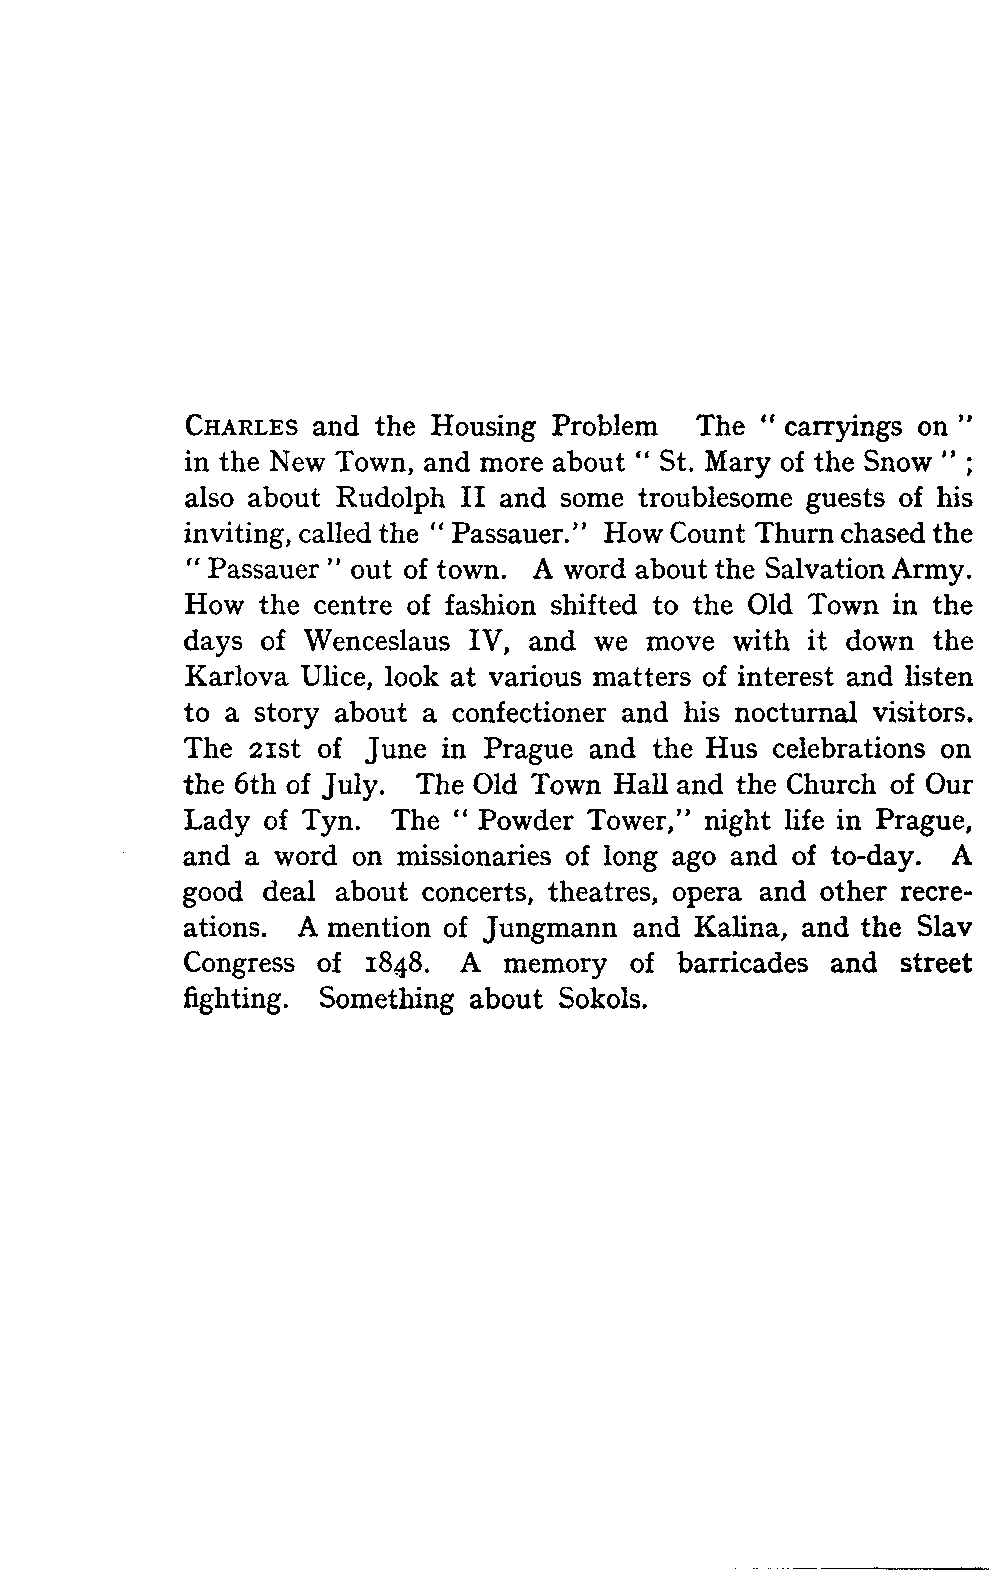 CHARLES and the Housing Problem The " carryings on "
in the New Town, and more about " St. Mary of the Snow " ;
also about Rudolph II and some troublesome guests of his
inviting, called the " Passauer." How Count Thurn chased the
" Passauer " out of town. A word about the Salvation Army.
How the centre of fashion shifted to the Old Town in the
days of Wenceslaus IV, and we move with it down the
Karlova Ulice, look at various matters of interest and listen
to a story about a confectioner and his nocturnal visitors.
The 21st of June in Prague and the Hus celebrations on
the 6th of July. The Old Town Hall and the Church of Our
Lady of Tyn. The " Powder Tower," night life in Prague,
and a word on missionaries of long ago and of to-day. A
good deal about concerts, theatres, opera and other recre-
ations. A mention of Jungmann and Kalina, and the Slav
Congress of 1848. A memory of barricades and street
fighting. Something about Sokols.